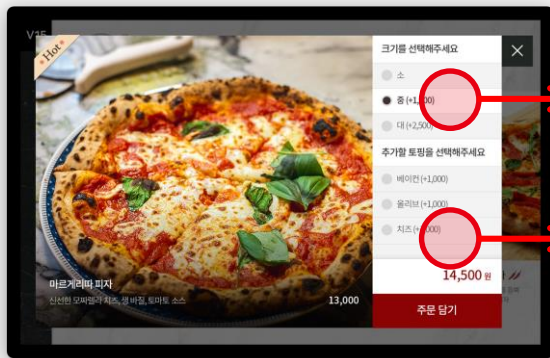 V15
Hot
크기를 선택해주세요
소
중 (+1,500)
대 (+2,500)
추가할 토핑을 선택해주세요
베이컨 (+1,000)
올리브 (+1,000)
치즈
마르게리따 피자
신선한 모짜렐라 치즈, 생 바질, 토마토 소스
13,000
14,500 원
주문 담기